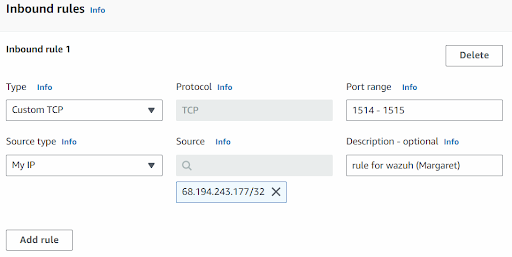 Inbound rules Info
Inbound rule 1
Delete
Type Info Protocol Info Port range Info
Custom TCP TCP 1514 - 1515
Source type Info Source Info Description - optional Info
My IP rule for wazuh (Margaret)
68.194.243.177/32
Add rule